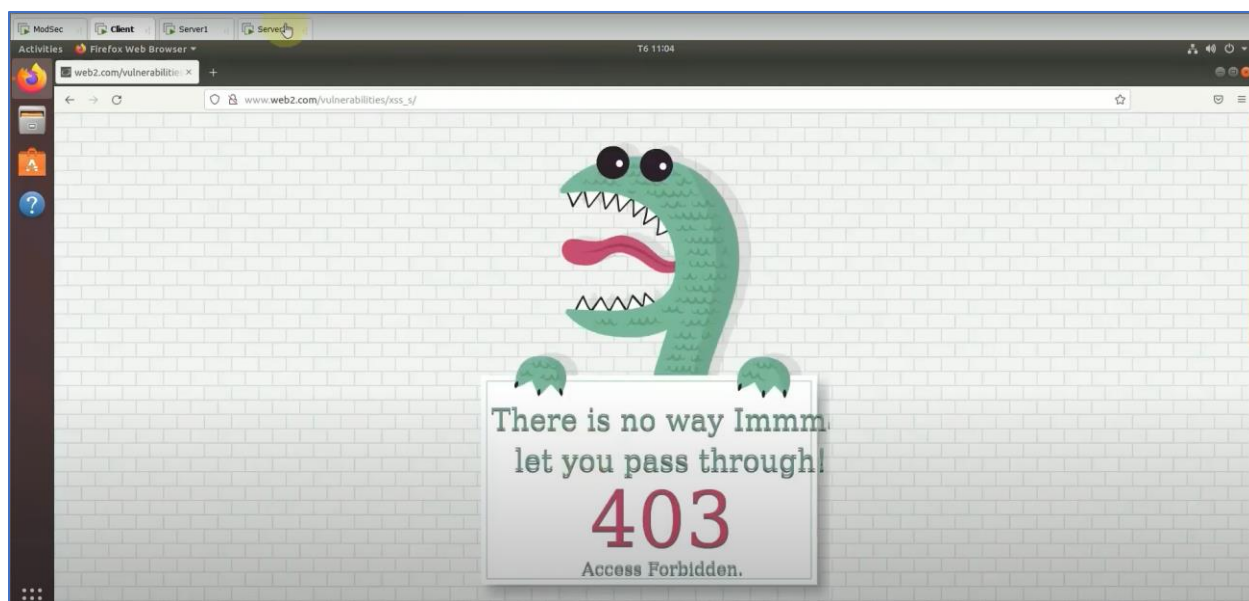 ModSec
Client
Server1
Activities
Firefox Web Browser
T6 11:04
web2.com/vulnerabilitie
www.web2.com/vulnerabilities/xss_s/
There is no way Immm
let you pass through!
403
Access Forbidden.